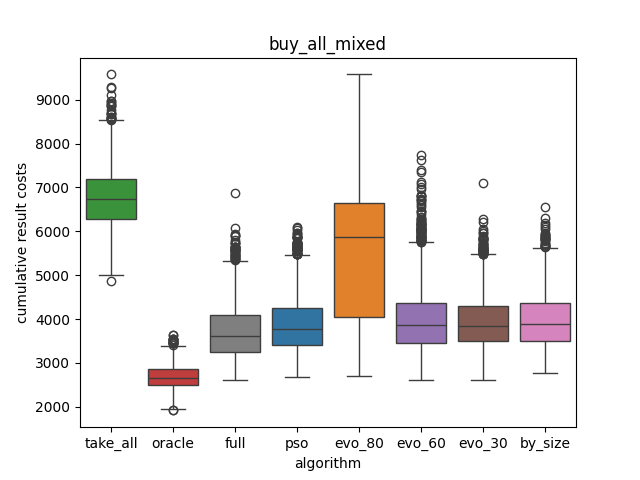 buy_all_mixed
cumulative result costs
9000
8000
7000
6000
5000
4000
3000
2000
take_all oracle full pso evo_80 evo_60 evo_30 by_size
algorithm